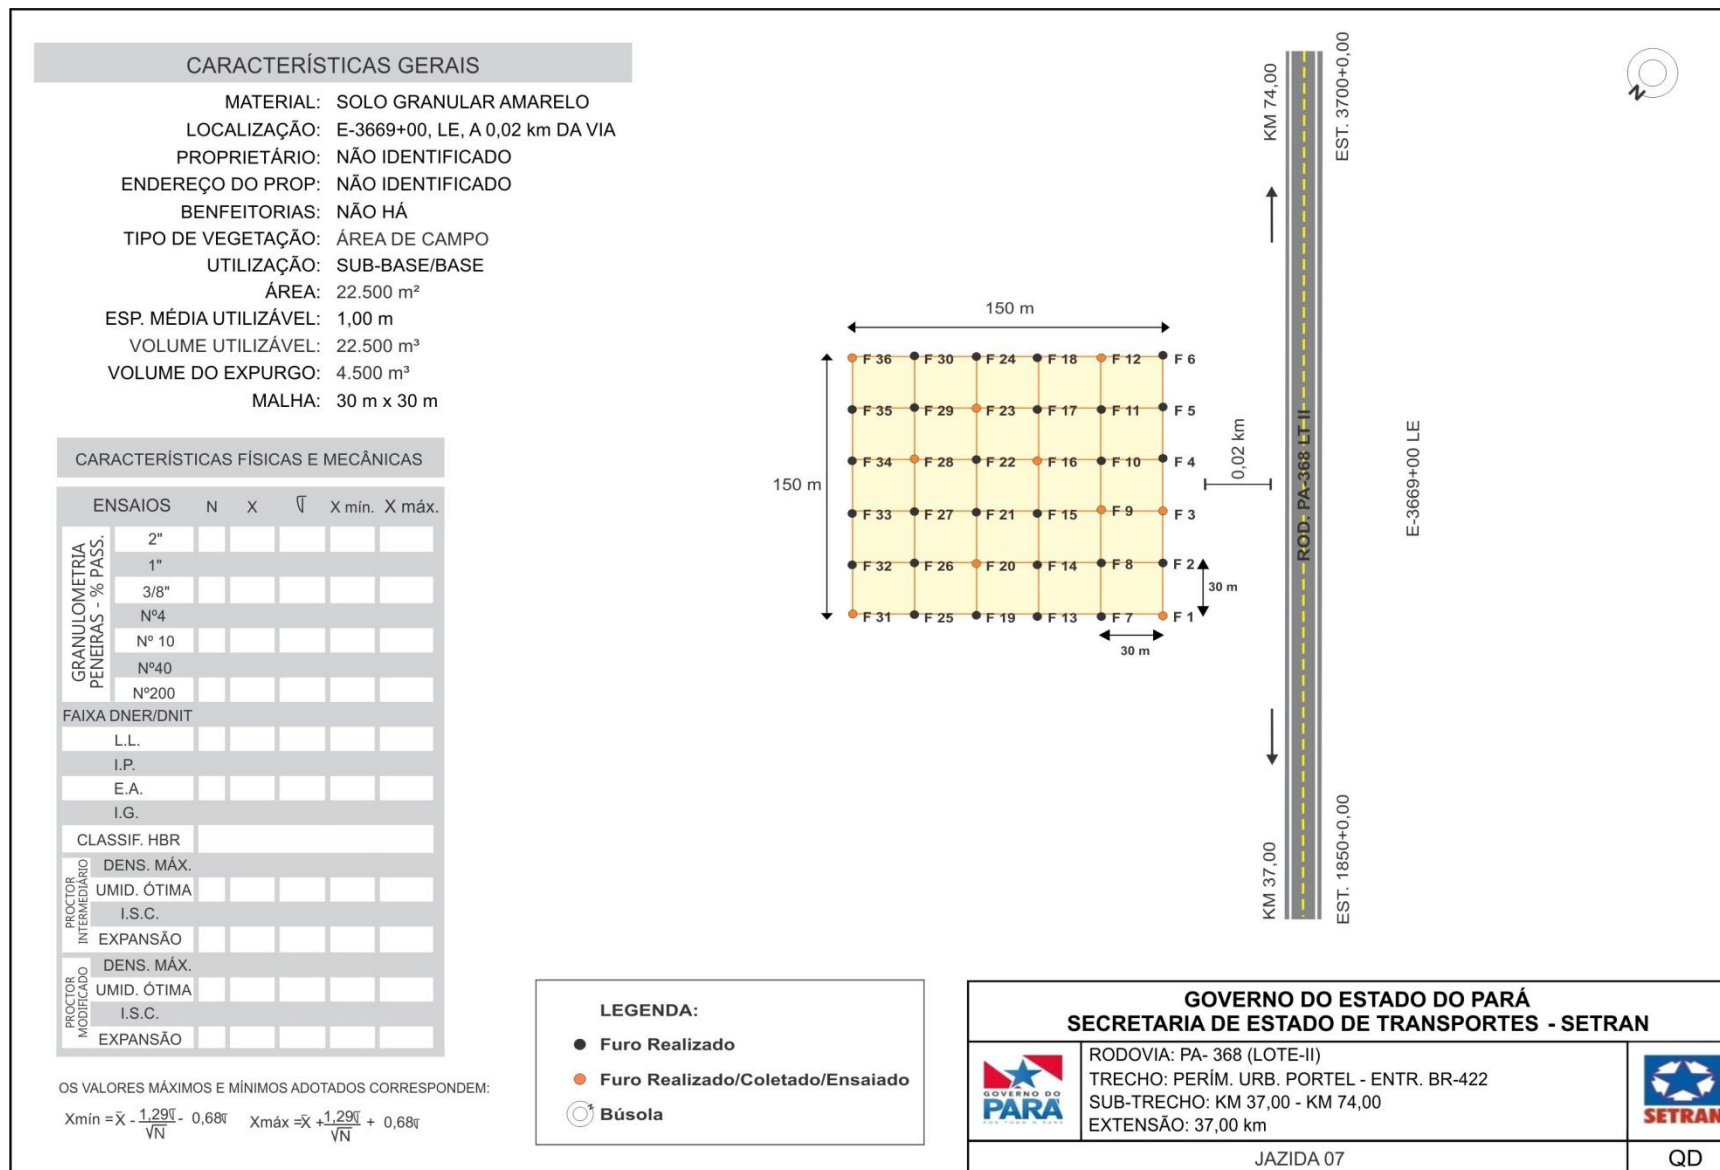 CARACTERÍSTICAS GERAIS
MATERIAL: SOLO GRANULAR AMARELO
LOCALIZAÇÃO: E-3669+00, LE, A 0,02 km DA VIA
PROPRIETÁRIO: NÃO IDENTIFICADO
ENDEREÇO DO PROP: NÃO IDENTIFICADO
BENFEITORIAS: NÃO HÁ
TIPO DE VEGETAÇÃO: ÁREA DE CAMPO
UTILIZAÇÃO: SUB-BASE/BASE
ÁREA: 22.500 m²
ESP. MÉDIA UTILIZÁVEL: 1,00 m
VOLUME UTILIZÁVEL: 22.500 m³
VOLUME DO EXPURGO: 4.500 m³
MALHA: 30 m x 30 m
CARACTERÍSTICAS FÍSICAS E MECÂNICAS
ENSAIOS N X σ X mín. X máx.
GRANULOMETRIA
PENEIRAS - % PASS.
2"
1"
3/8"
Nº4
Nº 10
Nº40
Nº200
FAIXA DNER/DNIT
L.L.
I.P.
E.A.
I.G.
CLASSIF. HBR
PROCTOR
INTERMEDIÁRIO
DENS. MÁX.
UMID. ÓTIMA
I.S.C.
EXPANSÃO
PROCTOR
MODIFICADO
DENS. MÁX.
UMID. ÓTIMA
I.S.C.
EXPANSÃO
OS VALORES MÁXIMOS E MÍNIMOS ADOTADOS CORRESPONDEM:
Xmín = X̄ - 1,29σ/√N - 0,68σ Xmáx = X̄ + 1,29σ/√N + 0,68σ
150 m
150 m
F 36 F 30 F 24 F 18 F 12 F 6
F 35 F 29 F 23 F 17 F 11 F 5
F 34 F 28 F 22 F 16 F 10 F 4
F 33 F 27 F 21 F 15 F 9 F 3
F 32 F 26 F 20 F 14 F 8 F 2
F 31 F 25 F 19 F 13 F 7 F 1
30 m
30 m
0,02 km
KM 74,00
EST. 3700+0,00
ROD. PA-368 LT II
E-3669+00 LE
KM 37,00
EST. 1850+0,00
N
LEGENDA:
Furo Realizado
Furo Realizado/Coletado/Ensaiado
N Búsola
GOVERNO DO ESTADO DO PARÁ
SECRETARIA DE ESTADO DE TRANSPORTES - SETRAN
GOVERNO DO
PARÁ
POR TODO O PARÁ
RODOVIA: PA- 368 (LOTE-II)
TRECHO: PERÍM. URB. PORTEL - ENTR. BR-422
SUB-TRECHO: KM 37,00 - KM 74,00
EXTENSÃO: 37,00 km
SETRAN
JAZIDA 07
QD